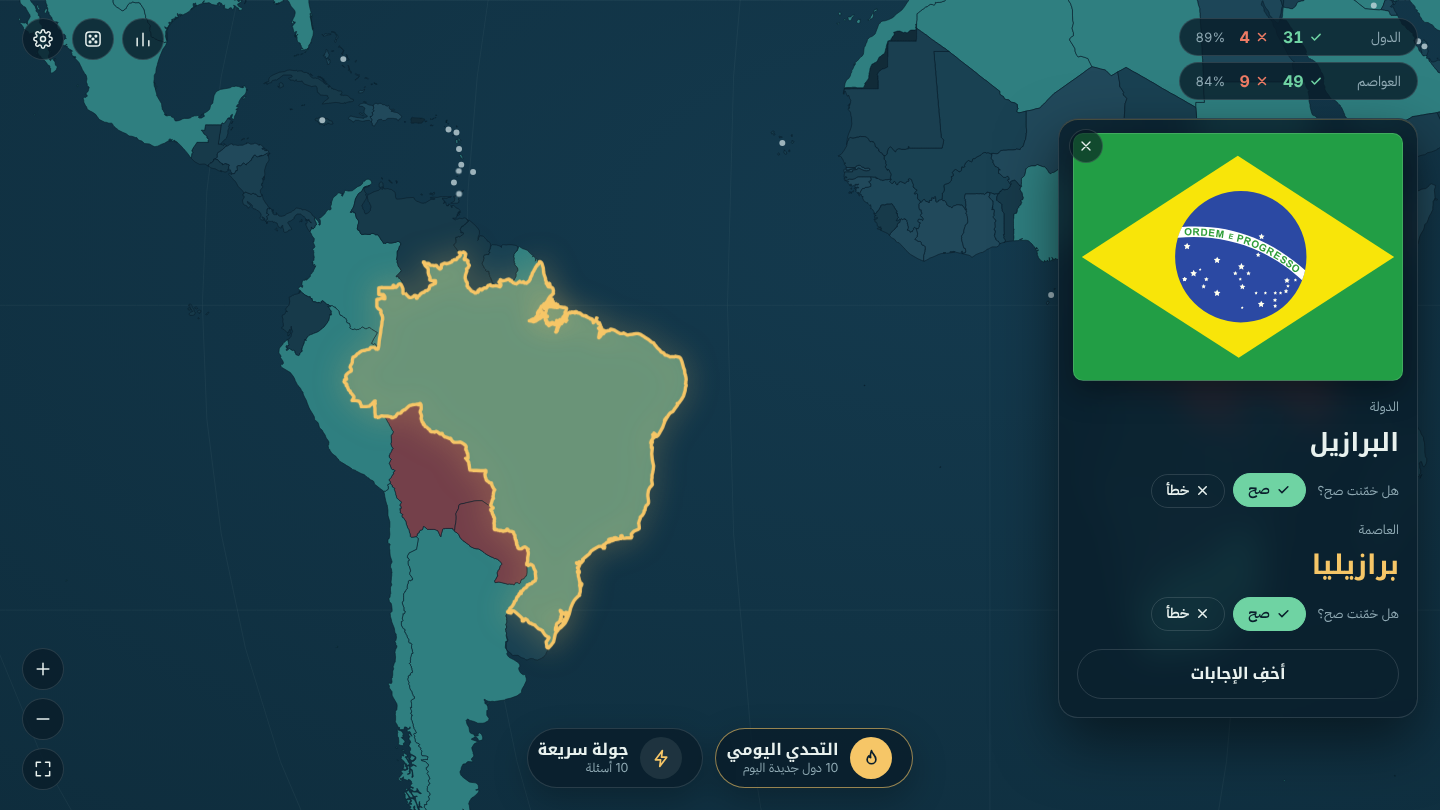 الدول 31 4 89%
العواصم 49 9 84%
ORDEM E PROGRESSO
الدولة
البرازيل
هل خمّنت صح؟ صح خطأ
العاصمة
برازيليا
هل خمّنت صح؟ صح خطأ
أخفِ الإجابات
التحدي اليومي
10 دول جديدة اليوم
جولة سريعة
10 أسئلة